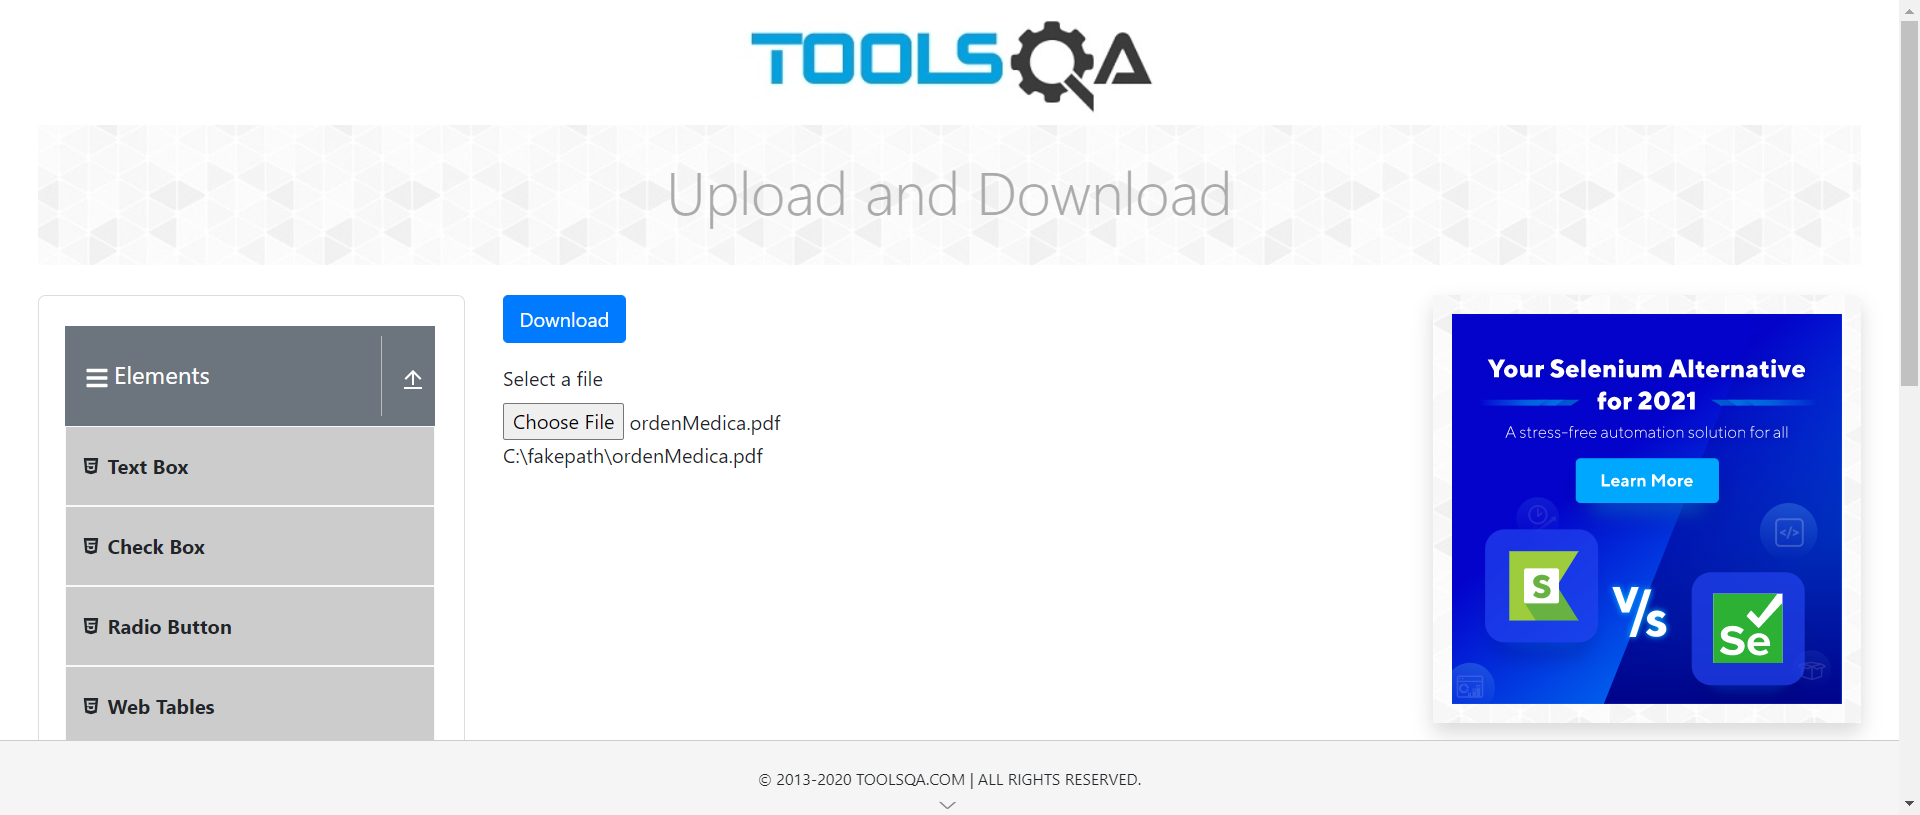 TOOLSQA
Upload and Download
Elements
Text Box
Check Box
Radio Button
Web Tables
Download
Select a file
Choose File ordenMedica.pdf
C:\fakepath\ordenMedica.pdf
Your Selenium Alternative
for 2021
A stress-free automation solution for all
Learn More
S
V/s
Se
</>
© 2013-2020 TOOLSQA.COM | ALL RIGHTS RESERVED.